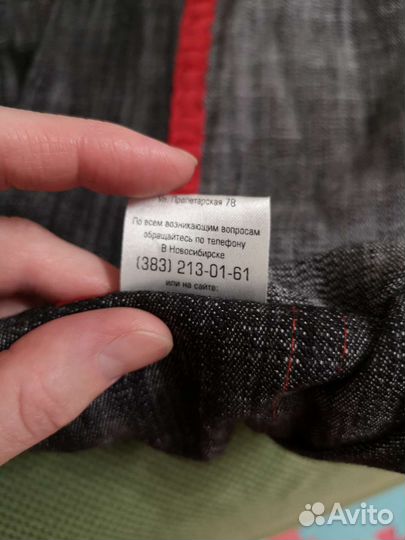 ул. Пролетарская 78
По всем возникающим вопросам
обращайтесь по телефону
В Новосибирске
(383) 213-01-61
или на сайте:
Avito